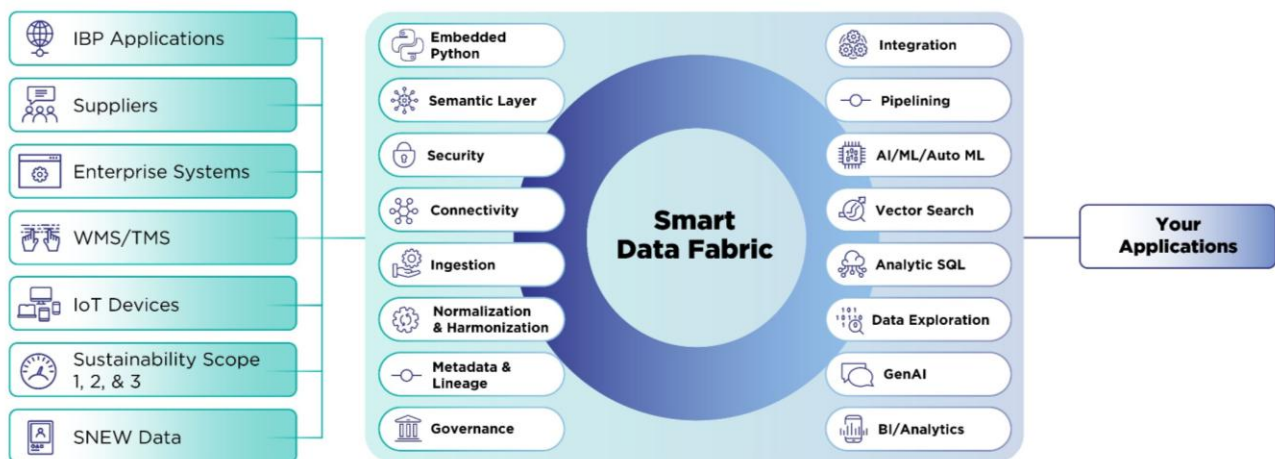 IBP Applications
Suppliers
Enterprise Systems
WMS/TMS
IoT Devices
Sustainability Scope
1, 2, & 3
SNEW Data
Embedded
Python
Semantic Layer
Security
Connectivity
Ingestion
Normalization
& Harmonization
Metadata &
Lineage
Governance
Smart
Data Fabric
Integration
Pipelining
AI/ML/Auto ML
Vector Search
Analytic SQL
Data Exploration
GenAI
BI/Analytics
Your
Applications